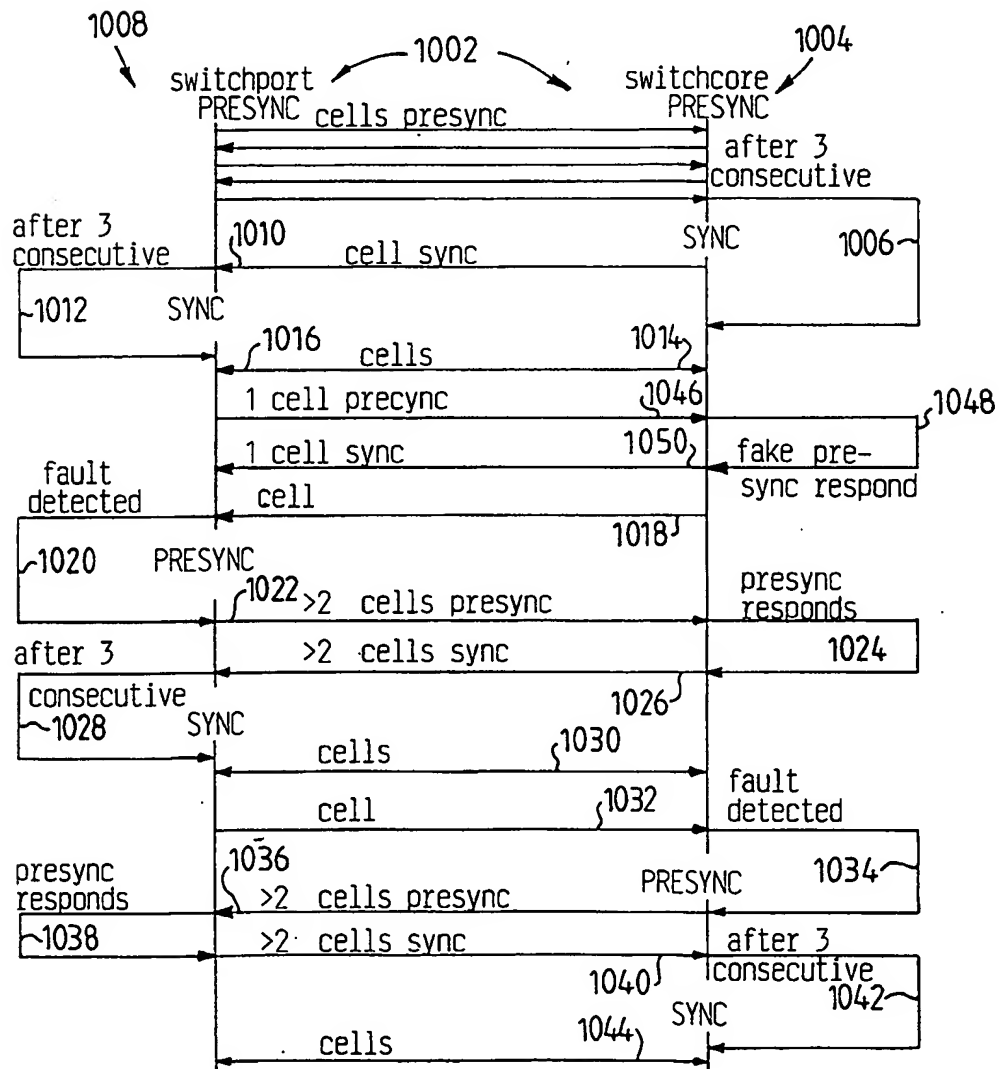 1008
1002
1004
switchport
PRESYNC
switchcore
PRESYNC
cells presync
after 3
consecutive
after 3
consecutive
1010
cell sync
SYNC
1006
1012
SYNC
1016
cells
1014
1 cell precync
1046
1048
1 cell sync
1050
fake pre-
sync respond
fault
detected
cell
1018
1020
PRESYNC
1022
>2 cells presync
presync
responds
after 3
consecutive
>2 cells sync
1026
1024
1028
SYNC
cells
1030
cell
1032
fault
detected
presync
responds
1036
>2 cells presync
PRESYNC
1034
1038
>2 cells sync
1040
after 3
consecutive
1042
SYNC
cells
1044